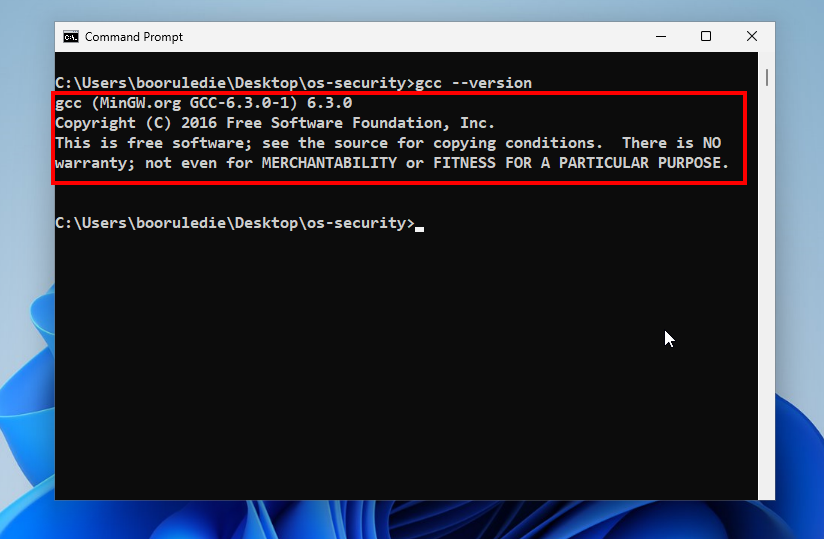 Command Prompt
C:\Users\booruledie\Desktop\os-security>gcc --version
gcc (MinGW.org GCC-6.3.0-1) 6.3.0
Copyright (C) 2016 Free Software Foundation, Inc.
This is free software; see the source for copying conditions.  There is NO
warranty; not even for MERCHANTABILITY or FITNESS FOR A PARTICULAR PURPOSE.
C:\Users\booruledie\Desktop\os-security>